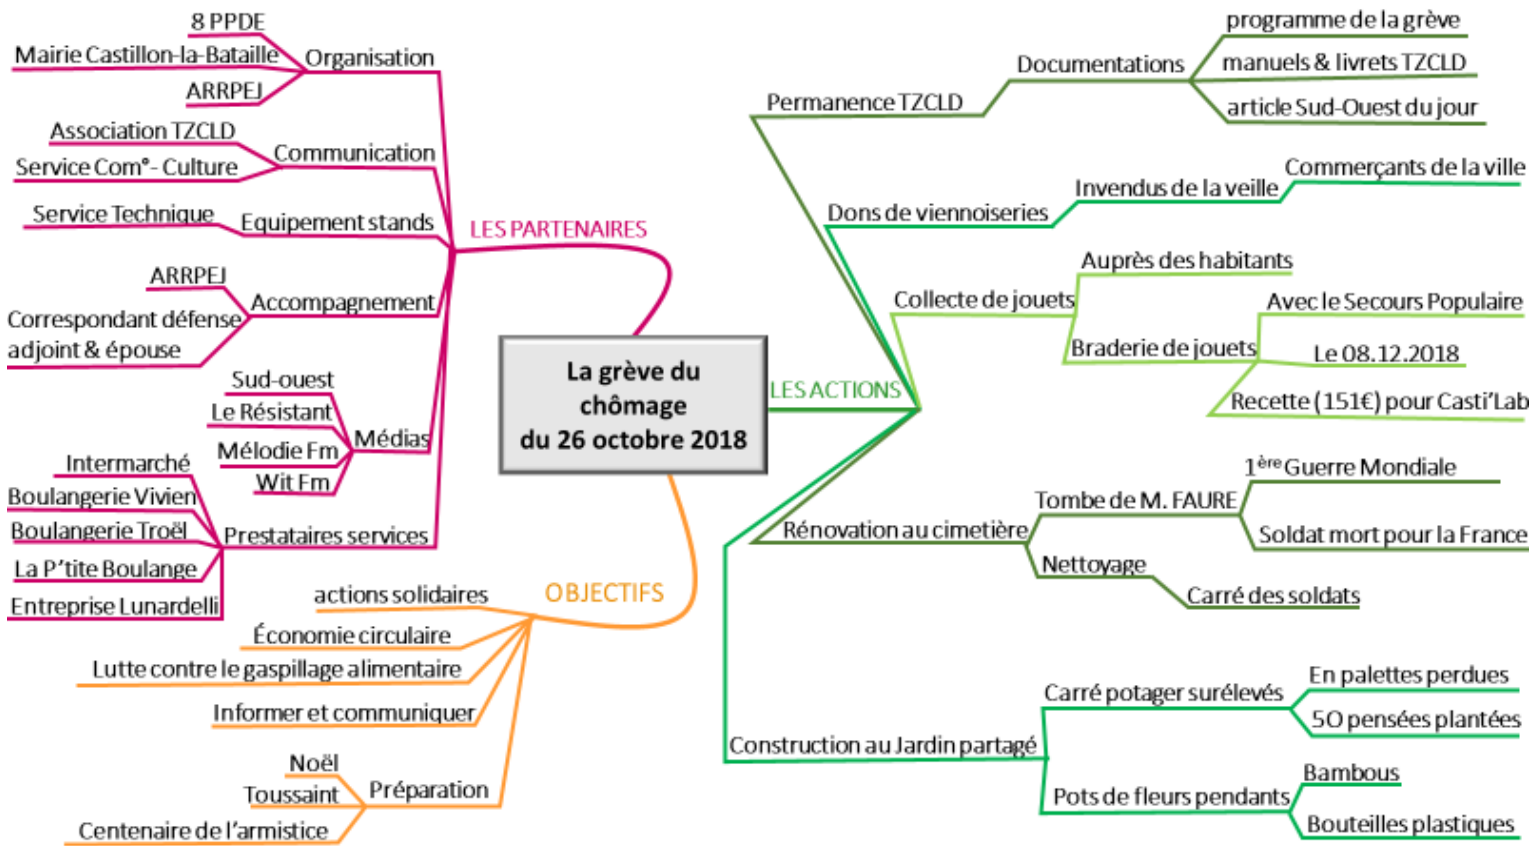 La grève du
chômage
du 26 octobre 2018
LES PARTENAIRES
Organisation
8 PPDE
Mairie Castillon-la-Bataille
ARRPEJ
Communication
Association TZCLD
Service Com°- Culture
Equipement stands
Service Technique
Accompagnement
ARRPEJ
Correspondant défense
adjoint & épouse
Médias
Sud-ouest
Le Résistant
Mélodie Fm
Wit Fm
Prestataires services
Intermarché
Boulangerie Vivien
Boulangerie Troël
La P'tite Boulange
Entreprise Lunardelli
OBJECTIFS
actions solidaires
Économie circulaire
Lutte contre le gaspillage alimentaire
Informer et communiquer
Préparation
Noël
Toussaint
Centenaire de l'armistice
LES ACTIONS
Permanence TZCLD
Documentations
programme de la grève
manuels & livrets TZCLD
article Sud-Ouest du jour
Dons de viennoiseries
Invendus de la veille
Commerçants de la ville
Collecte de jouets
Auprès des habitants
Braderie de jouets
Avec le Secours Populaire
Le 08.12.2018
Recette (151€) pour Casti'Lab
Rénovation au cimetière
Tombe de M. FAURE
1ère Guerre Mondiale
Soldat mort pour la France
Nettoyage
Carré des soldats
Construction au Jardin partagé
Carré potager surélevés
En palettes perdues
5O pensées plantées
Pots de fleurs pendants
Bambous
Bouteilles plastiques